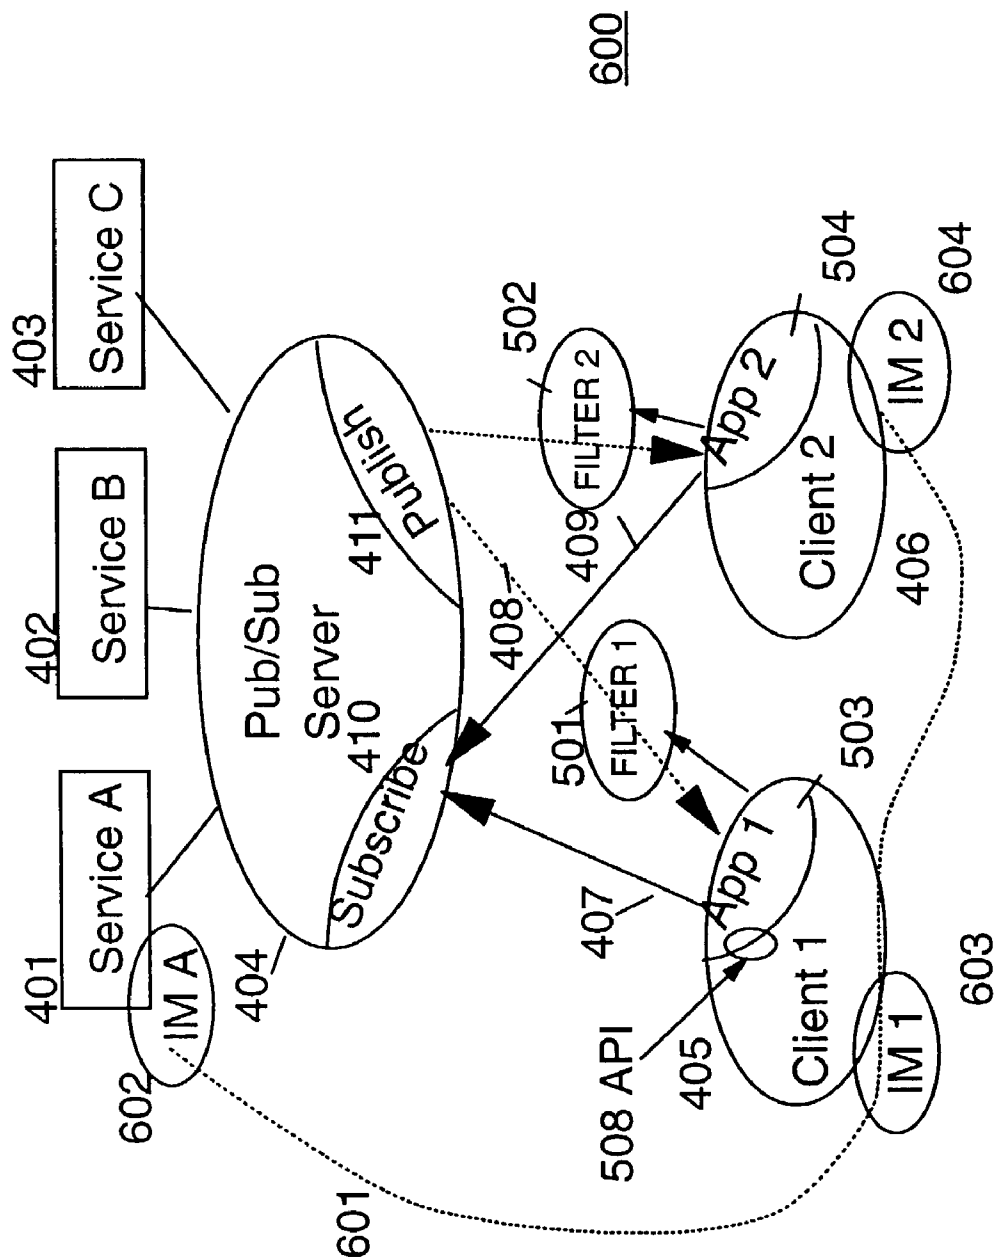 600
401
Service A
402
Service B
403
Service C
602
IM A
404
Pub/Sub
Server
410
Subscribe
411
Publish
601
407
408
409
501
FILTER 1
502
FILTER 2
508 API
405
App 1
Client 1
503
IM 1
603
App 2
Client 2
504
406
IM 2
604